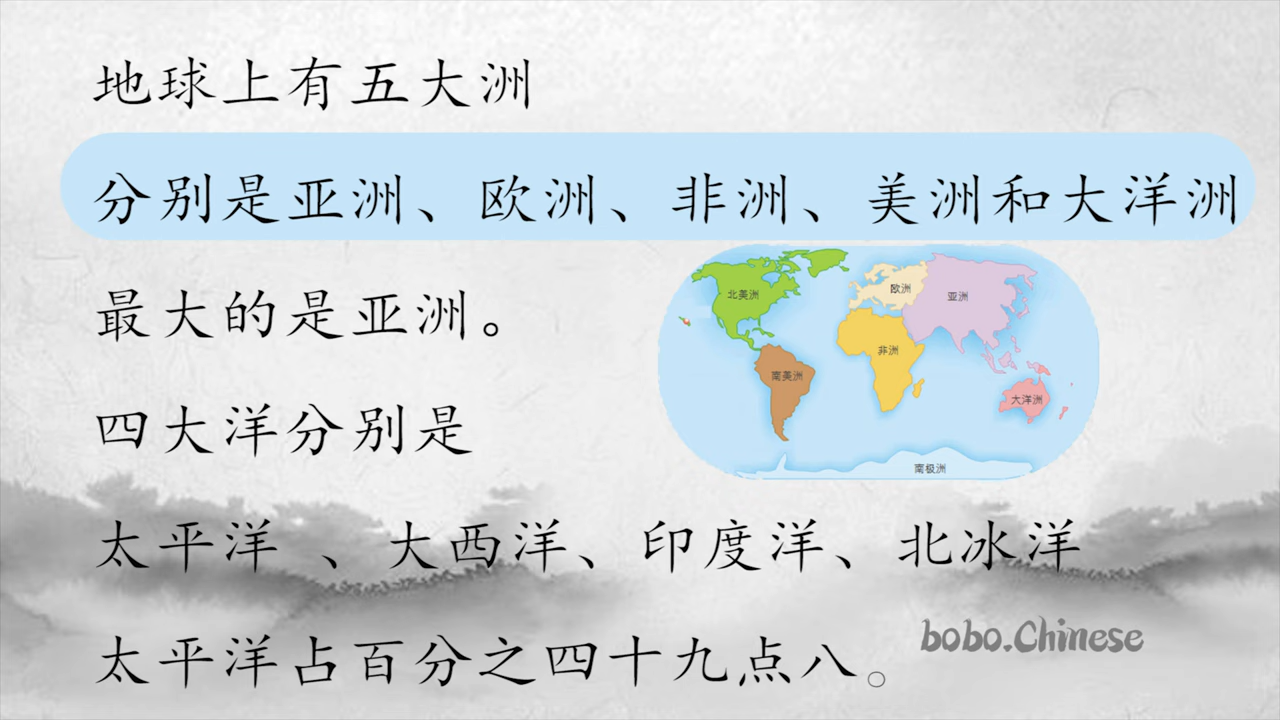 地球上有五大洲
分别是亚洲、欧洲、非洲、美洲和大洋洲
最大的是亚洲。
北美洲
欧洲
亚洲
非洲
南美洲
大洋洲
南极洲
四大洋分别是
太平洋 、大西洋、印度洋、北冰洋
太平洋占百分之四十九点八。
bobo.Chinese